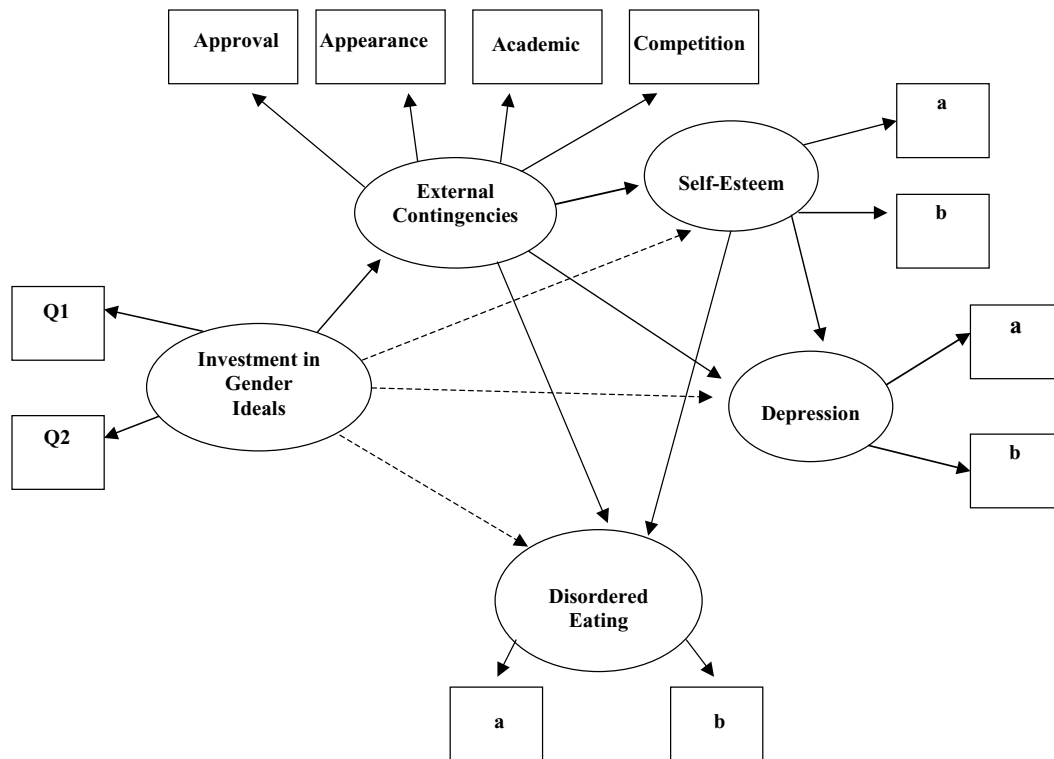 Approval
Appearance
Academic
Competition
a
Self-Esteem
External
Contingencies
b
Q1
a
Investment in
Gender
Ideals
Depression
Q2
b
Disordered
Eating
a
b